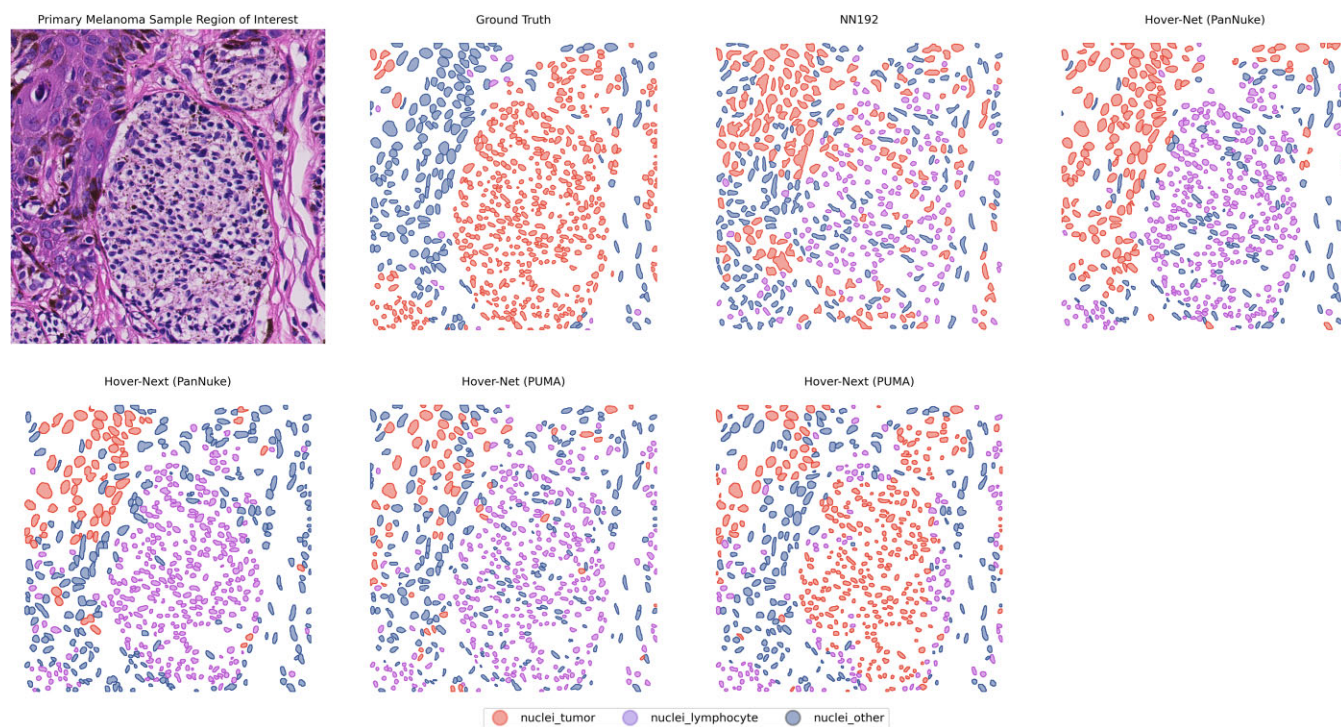 Primary Melanoma Sample Region of Interest
Ground Truth
NN192
Hover-Net (PanNuke)
Hover-Next (PanNuke)
Hover-Net (PUMA)
Hover-Next (PUMA)
nuclei_tumor
nuclei_lymphocyte
nuclei_other